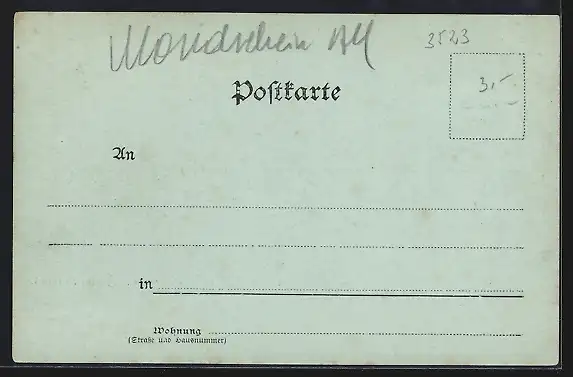 Mondschein AK
3523
Postkarte
3,-
An
in
Wohnung
(Straße und Hausnummer)